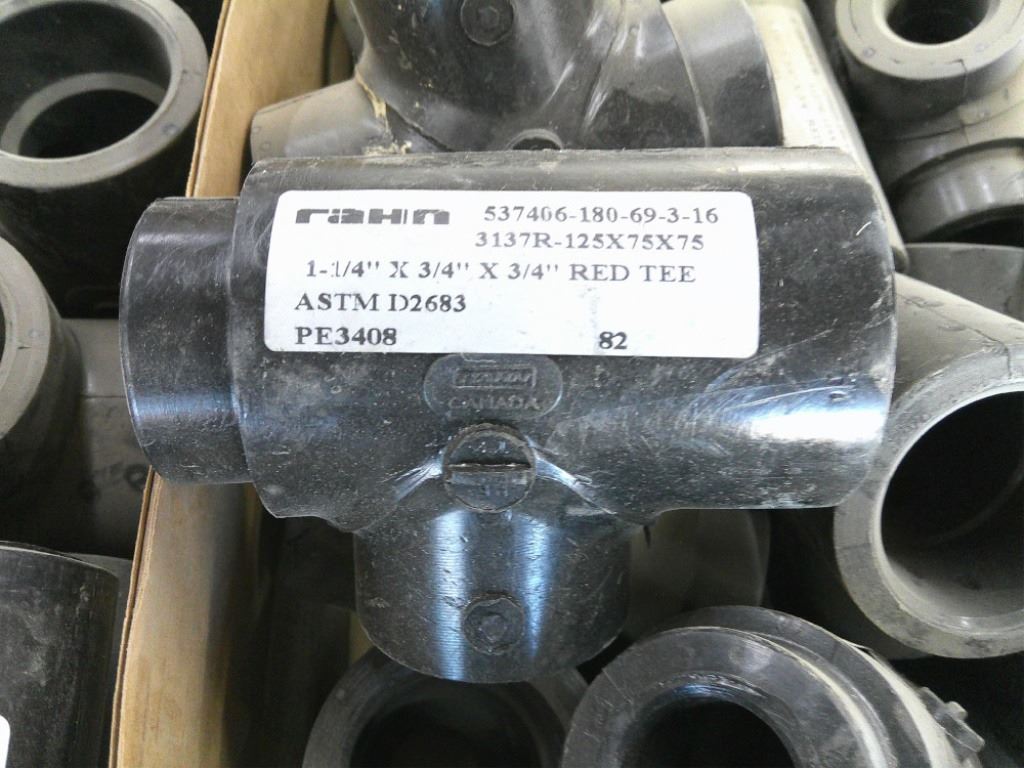 rahn 537406-180-69-3-16
3137R-125X75X75
1-1/4" X 3/4" X 3/4" RED TEE
ASTM D2683
PE3408 82
CANADA